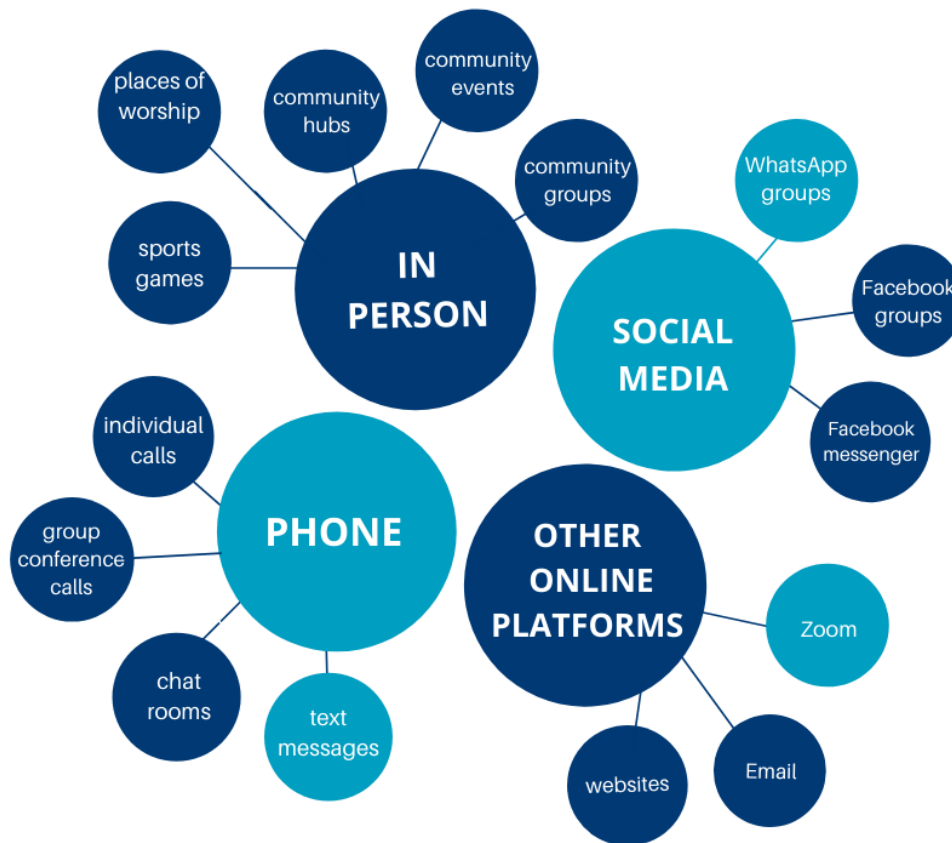 places of
worship
community
hubs
community
events
community
groups
sports
games
IN
PERSON
WhatsApp
groups
Facebook
groups
Facebook
messenger
SOCIAL
MEDIA
individual
calls
group
conference
calls
chat
rooms
text
messages
PHONE
OTHER
ONLINE
PLATFORMS
Zoom
Email
websites